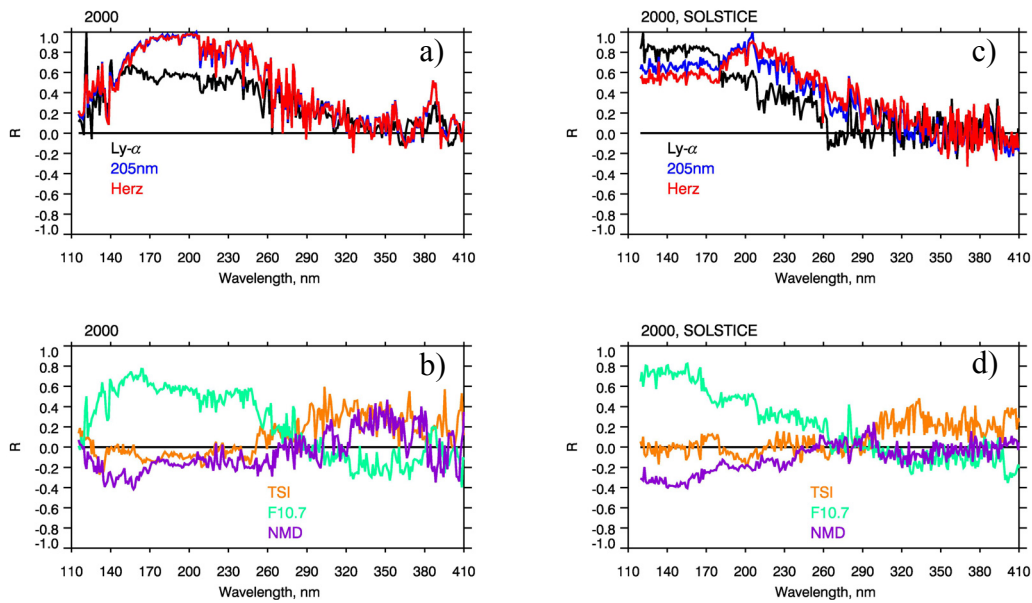 2000
a)
1.0
0.8
0.6
0.4
0.2
0.0
-0.2
-0.4
-0.6
-0.8
-1.0
R
Ly-α
205nm
Herz
110 140 170 200 230 260 290 320 350 380 410
Wavelength, nm
2000, SOLSTICE
c)
1.0
0.8
0.6
0.4
0.2
0.0
-0.2
-0.4
-0.6
-0.8
-1.0
R
Ly-α
205nm
Herz
110 140 170 200 230 260 290 320 350 380 410
Wavelength, nm
2000
b)
1.0
0.8
0.6
0.4
0.2
0.0
-0.2
-0.4
-0.6
-0.8
-1.0
R
TSI
F10.7
NMD
110 140 170 200 230 260 290 320 350 380 410
Wavelength, nm
2000, SOLSTICE
d)
1.0
0.8
0.6
0.4
0.2
0.0
-0.2
-0.4
-0.6
-0.8
-1.0
R
TSI
F10.7
NMD
110 140 170 200 230 260 290 320 350 380 410
Wavelength, nm